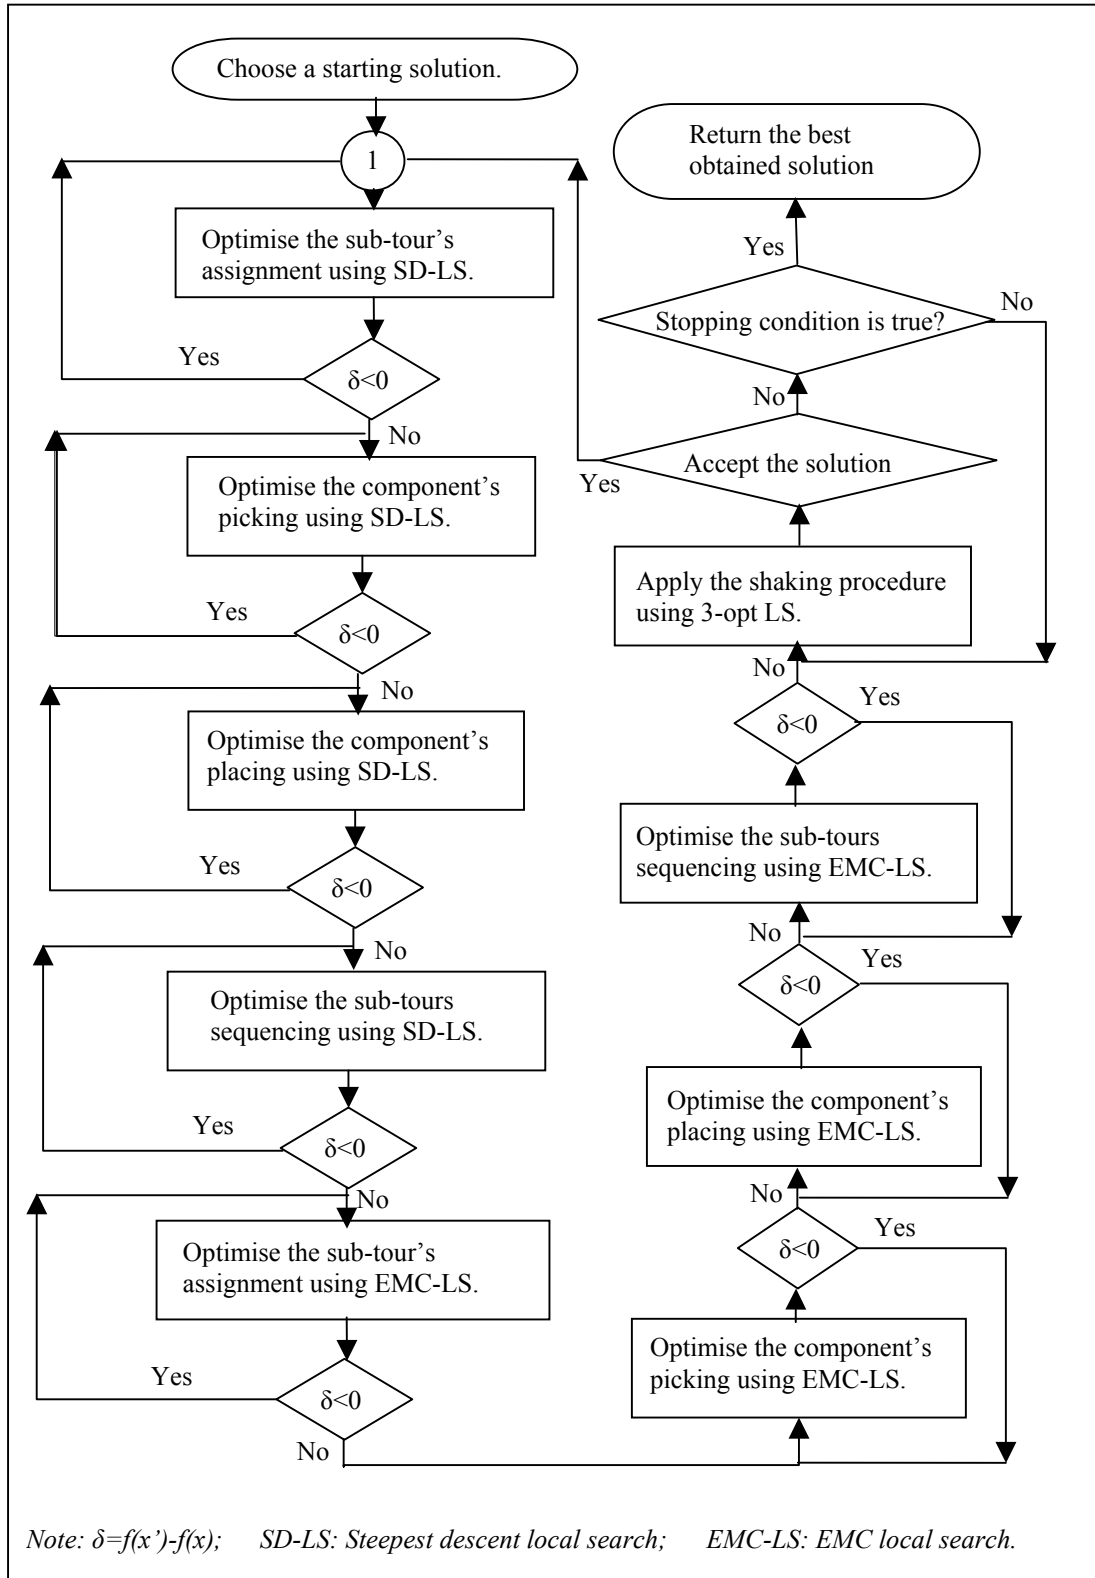 Choose a starting solution.
1
Optimise the sub-tour’s
assignment using SD-LS.
Yes
δ<0
No
Optimise the component’s
picking using SD-LS.
Yes
δ<0
No
Optimise the component’s
placing using SD-LS.
Yes
δ<0
No
Optimise the sub-tours
sequencing using SD-LS.
Yes
δ<0
No
Optimise the sub-tour’s
assignment using EMC-LS.
Yes
δ<0
No
Optimise the component’s
picking using EMC-LS.
δ<0
Yes
No
Optimise the component’s
placing using EMC-LS.
δ<0
Yes
No
Optimise the sub-tours
sequencing using EMC-LS.
δ<0
Yes
No
Apply the shaking procedure
using 3-opt LS.
Accept the solution
Yes
No
Stopping condition is true?
No
Yes
Return the best
obtained solution
Note: δ=f(x’)-f(x); SD-LS: Steepest descent local search; EMC-LS: EMC local search.